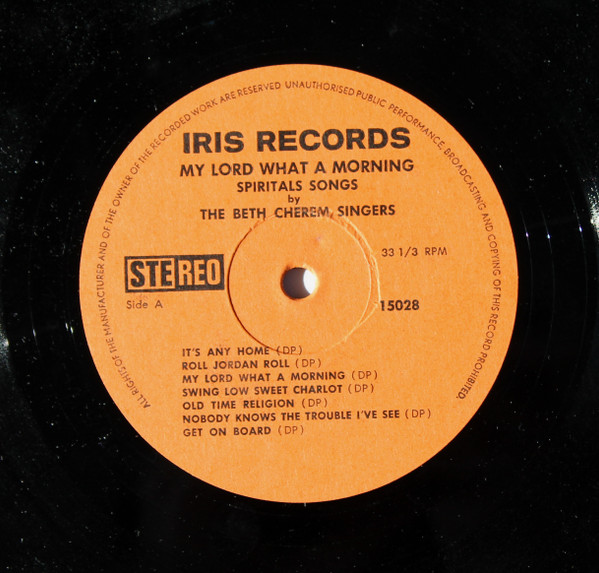 ALL RIGHTS OF THE MANUFACTURER AND OF THE OWNER OF THE RECORDED WORK ARE RESERVED UNAUTHORISED PUBLIC PERFORMANCE, BROADCASTING AND COPYING OF THIS RECORD PROHIBITED.
IRIS RECORDS
MY LORD WHAT A MORNING
SPIRITALS SONGS
by
THE BETH CHEREM SINGERS
STEREO
33 1/3 RPM
Side A
15028
IT'S ANY HOME (DP)
ROLL JORDAN ROLL (DP)
MY LORD WHAT A MORNING (DP)
SWING LOW SWEET CHARLOT (DP)
OLD TIME RELIGION (DP)
NOBODY KNOWS THE TROUBLE I'VE SEE (DP)
GET ON BOARD (DP)